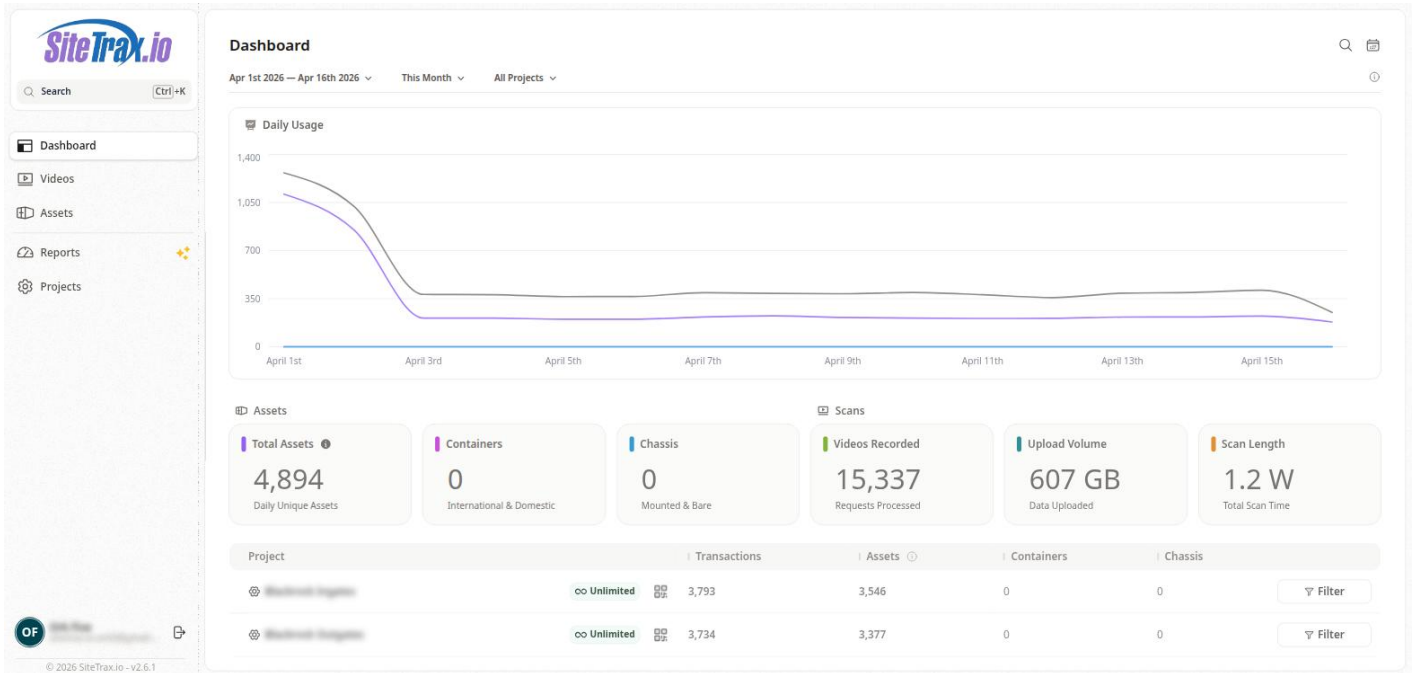 SiteTrax.io
Search Ctrl +K
Dashboard
Videos
Assets
Reports
Projects
OF
© 2026 SiteTrax.io - v2.6.1
Dashboard
Apr 1st 2026 — Apr 16th 2026 This Month All Projects
Daily Usage
1,400
1,050
700
350
0
April 1st April 3rd April 5th April 7th April 9th April 11th April 13th April 15th
Assets Scans
Total Assets Containers Chassis Videos Recorded Upload Volume Scan Length
4,894 0 0 15,337 607 GB 1.2 W
Daily Unique Assets International & Domestic Mounted & Bare Requests Processed Data Uploaded Total Scan Time
Project Transactions Assets Containers Chassis
Unlimited 3,793 3,546 0 0 Filter
Unlimited 3,734 3,377 0 0 Filter